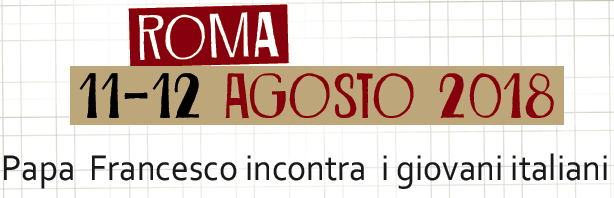 ROMA
11-12 AGOSTO 2018
Papa Francesco incontra i giovani italiani